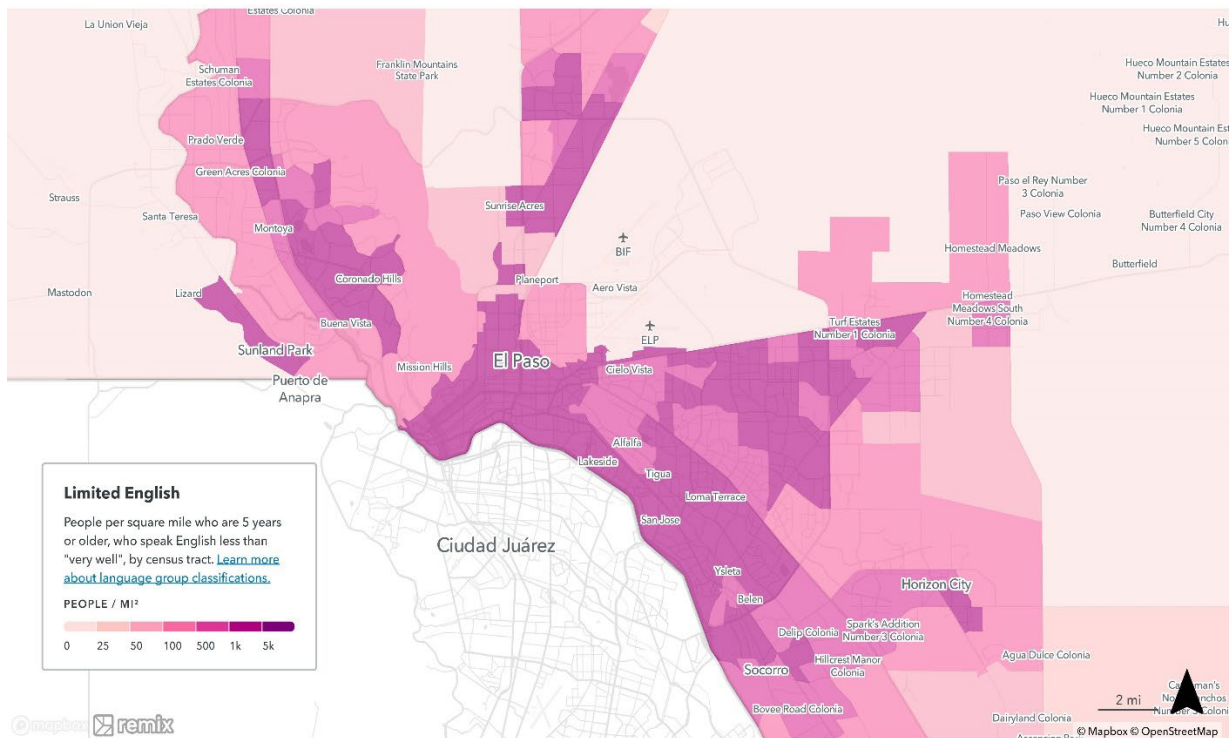 Estates Colonia
La Union Vieja
Schuman
Estates Colonia
Franklin Mountains
State Park
Hueco Mountain Estates
Number 2 Colonia
Hueco Mountain Estates
Number 1 Colonia
Hueco Mountain Est
Number 5 Coloni
Prado Verde
Green Acres Colonia
Strauss
Santa Teresa
Montoya
Sunrise Acres
Paso el Rey Number
3 Colonia
Paso View Colonia
Butterfield City
Number 4 Colonia
BIF
Homestead Meadows
Butterfield
Mastodon
Lizard
Coronado Hills
Planeport
Aero Vista
Homestead
Meadows South
Number 4 Colonia
Buena Vista
ELP
Turf Estates
Number 1 Colonia
Sunland Park
Mission Hills
El Paso
Cielo Vista
Puerto de
Anapra
Alfalfa
Lakeside
Tigua
Loma Terrace
San Jose
Ciudad Juárez
Ysleta
Belen
Horizon City
Delip Colonia
Spark's Addition
Number 3 Colonia
Socorro
Hillcrest Manor
Colonia
Agua Dulce Colonia
Bovee Road Colonia
Dairyland Colonia
Limited English
People per square mile who are 5 years
or older, who speak English less than
"very well", by census tract. Learn more
about language group classifications.
PEOPLE / MI²
0 25 50 100 500 1k 5k
mapbox remix
2 mi
© Mapbox © OpenStreetMap